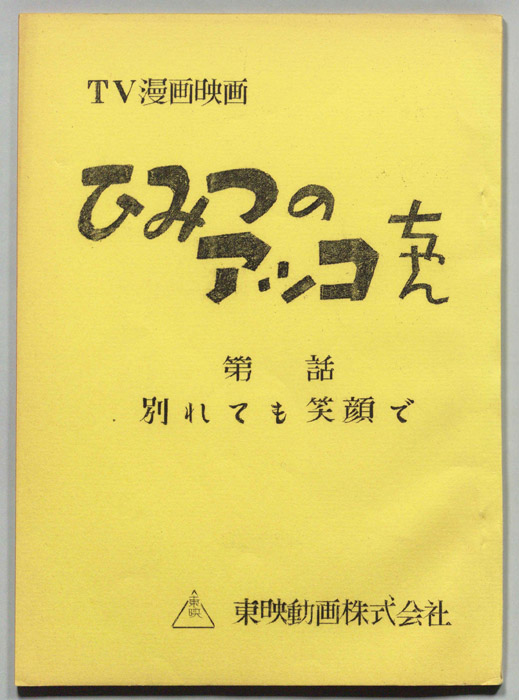 TV漫画映画
ひみつの
アッコちゃん
第　話
別れても笑顔で
東映
東映動画株式会社